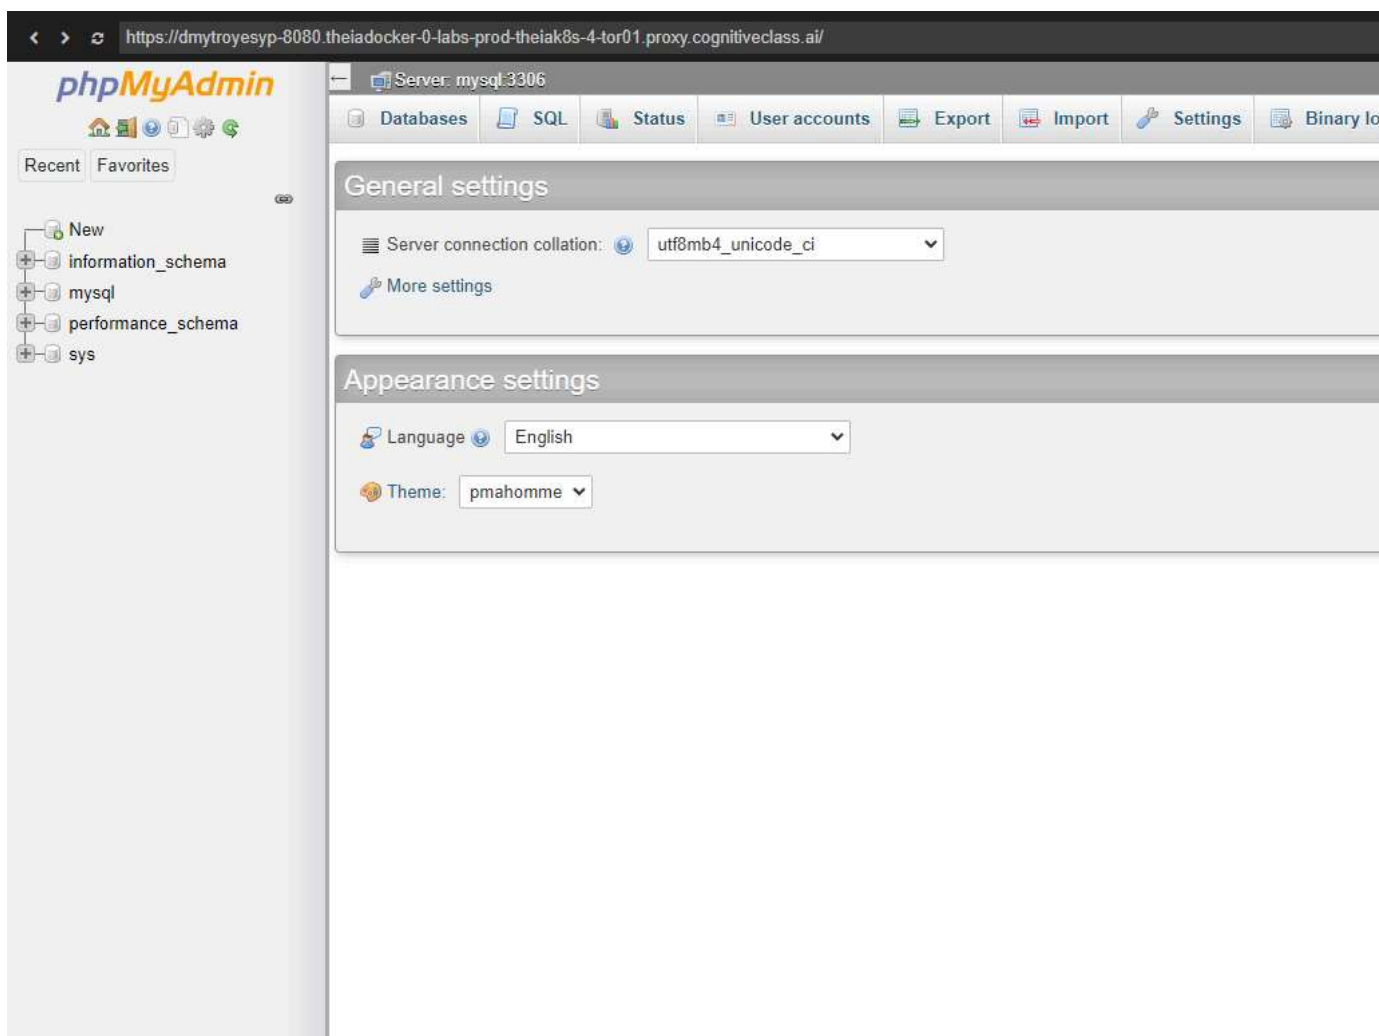 https://dmytroyesyp-8080.theiadocker-0-labs-prod-theiak8s-4-tor01.proxy.cognitiveclass.ai/
phpMyAdmin
Recent Favorites
New
information_schema
mysql
performance_schema
sys
Server: mysql:3306
Databases SQL Status User accounts Export Import Settings Binary lo
General settings
Server connection collation: utf8mb4_unicode_ci
More settings
Appearance settings
Language English
Theme: pmahomme